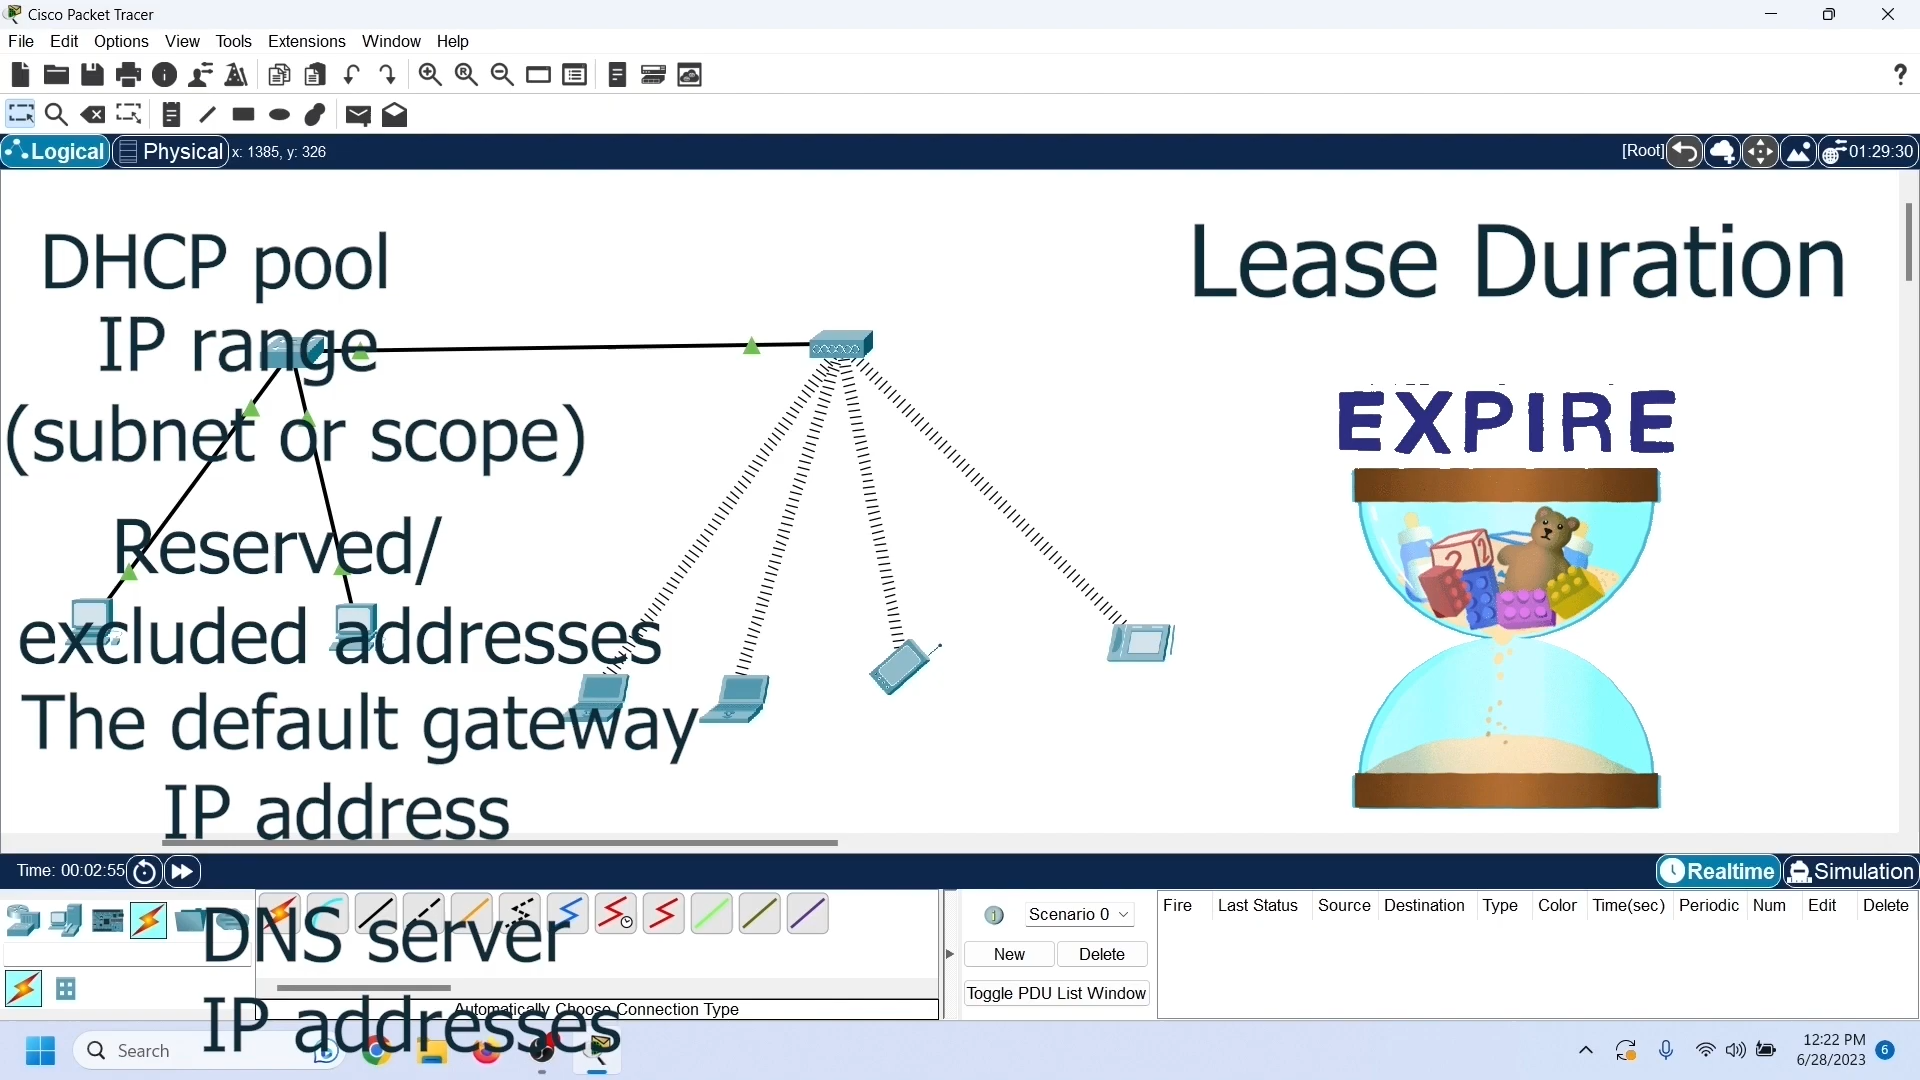 Cisco Packet Tracer
File Edit Options View Tools Extensions Window Help
?
Logical Physical x: 1385, y: 326 [Root] 01:29:30
DHCP pool
IP range
(subnet or scope)
Reserved/
excluded addresses
The default gateway
IP address
DNS server
IP addresses
Lease Duration
EXPIRE
2
2
Time: 00:02:55 Realtime Simulation
Scenario 0
New Delete
Toggle PDU List Window
Fire Last Status Source Destination Type Color Time(sec) Periodic Num Edit Delete
Automatically Choose Connection Type
Search
12:22 PM
6/28/2023
6